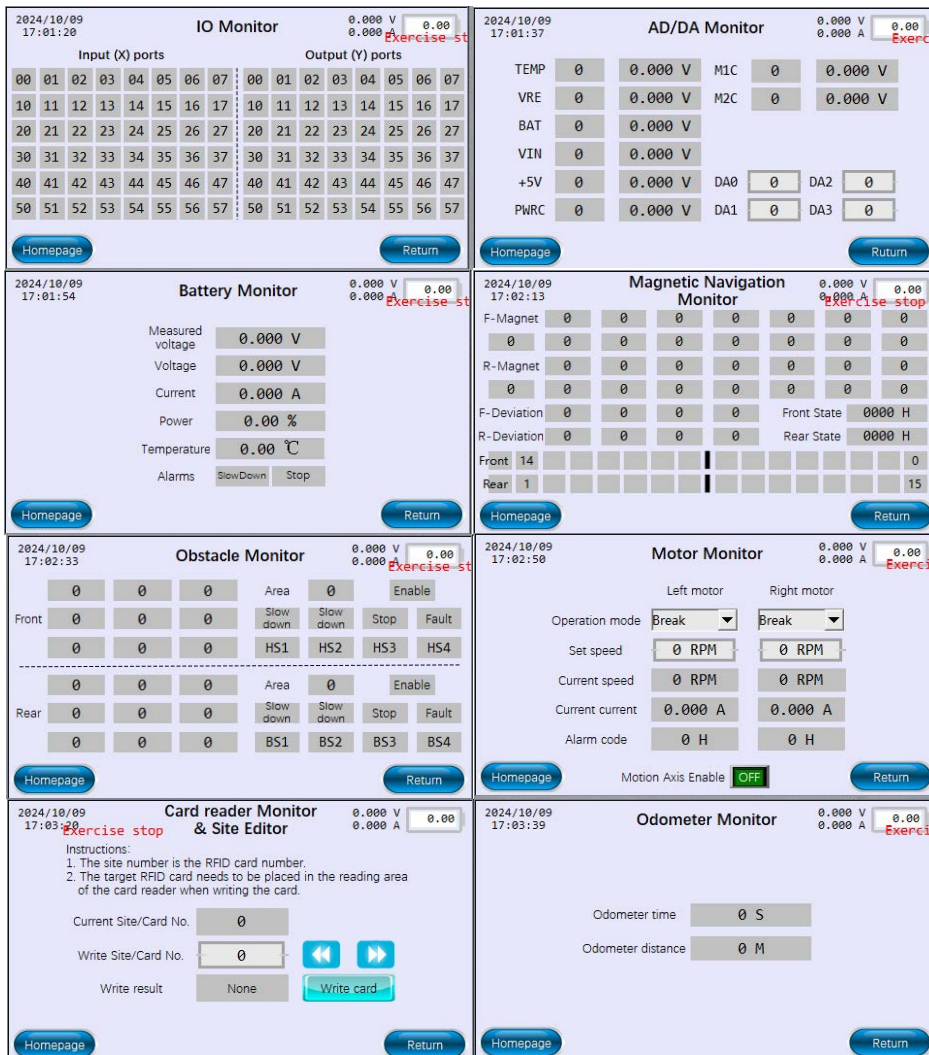 2024/10/09
17:01:20
IO Monitor
0.000 V
0.000 A
0.00
Exercise st
Input (X) ports
Output (Y) ports
00 01 02 03 04 05 06 07 00 01 02 03 04 05 06 07
10 11 12 13 14 15 16 17 10 11 12 13 14 15 16 17
20 21 22 23 24 25 26 27 20 21 22 23 24 25 26 27
30 31 32 33 34 35 36 37 30 31 32 33 34 35 36 37
40 41 42 43 44 45 46 47 40 41 42 43 44 45 46 47
50 51 52 53 54 55 56 57 50 51 52 53 54 55 56 57
Homepage
Return
2024/10/09
17:01:37
AD/DA Monitor
0.000 V
0.000 A
0.00
Exerc
TEMP 0 0.000 V M1C 0 0.000 V
VRE 0 0.000 V M2C 0 0.000 V
BAT 0 0.000 V
VIN 0 0.000 V
+5V 0 0.000 V DA0 0 DA2 0
PWRC 0 0.000 V DA1 0 DA3 0
Homepage
Ruturn
2024/10/09
17:01:54
Battery Monitor
0.000 V
0.000 A
0.00
Exercise st
Measured
voltage
0.000 V
Voltage 0.000 V
Current 0.000 A
Power 0.00 %
Temperature 0.00 ℃
Alarms SlowDown Stop
Homepage
Return
2024/10/09
17:02:13
Magnetic Navigation
Monitor
0.000 V
0.000 A
0.00
Exercise stop
F-Magnet 0 0 0 0 0 0 0
0 0 0 0 0 0 0 0
R-Magnet 0 0 0 0 0 0 0
0 0 0 0 0 0 0 0
F-Deviation 0 0 0 0 Front State 0000 H
R-Deviation 0 0 0 0 Rear State 0000 H
Front 14 0
Rear 1 15
Homepage
Return
2024/10/09
17:02:33
Obstacle Monitor
0.000 V
0.000 A
0.00
Exercise st
0 0 0 Area 0 Enable
Front 0 0 0 Slow down Slow down Stop Fault
0 0 0 HS1 HS2 HS3 HS4
0 0 0 Area 0 Enable
Rear 0 0 0 Slow down Slow down Stop Fault
0 0 0 BS1 BS2 BS3 BS4
Homepage
Return
2024/10/09
17:02:50
Motor Monitor
0.000 V
0.000 A
0.00
Exerci
Left motor Right motor
Operation mode Break Break
Set speed 0 RPM 0 RPM
Current speed 0 RPM 0 RPM
Current current 0.000 A 0.000 A
Alarm code 0 H 0 H
Homepage
Motion Axis Enable OFF
Return
2024/10/09
17:03:20
Exercise stop
Card reader Monitor
& Site Editor
0.000 V
0.000 A
0.00
Instructions:
1. The site number is the RFID card number.
2. The target RFID card needs to be placed in the reading area
of the card reader when writing the card.
Current Site/Card No. 0
Write Site/Card No. 0
Write result None Write card
Homepage
Return
2024/10/09
17:03:39
Odometer Monitor
0.000 V
0.000 A
0.00
Exerci
Odometer time 0 S
Odometer distance 0 M
Homepage
Return